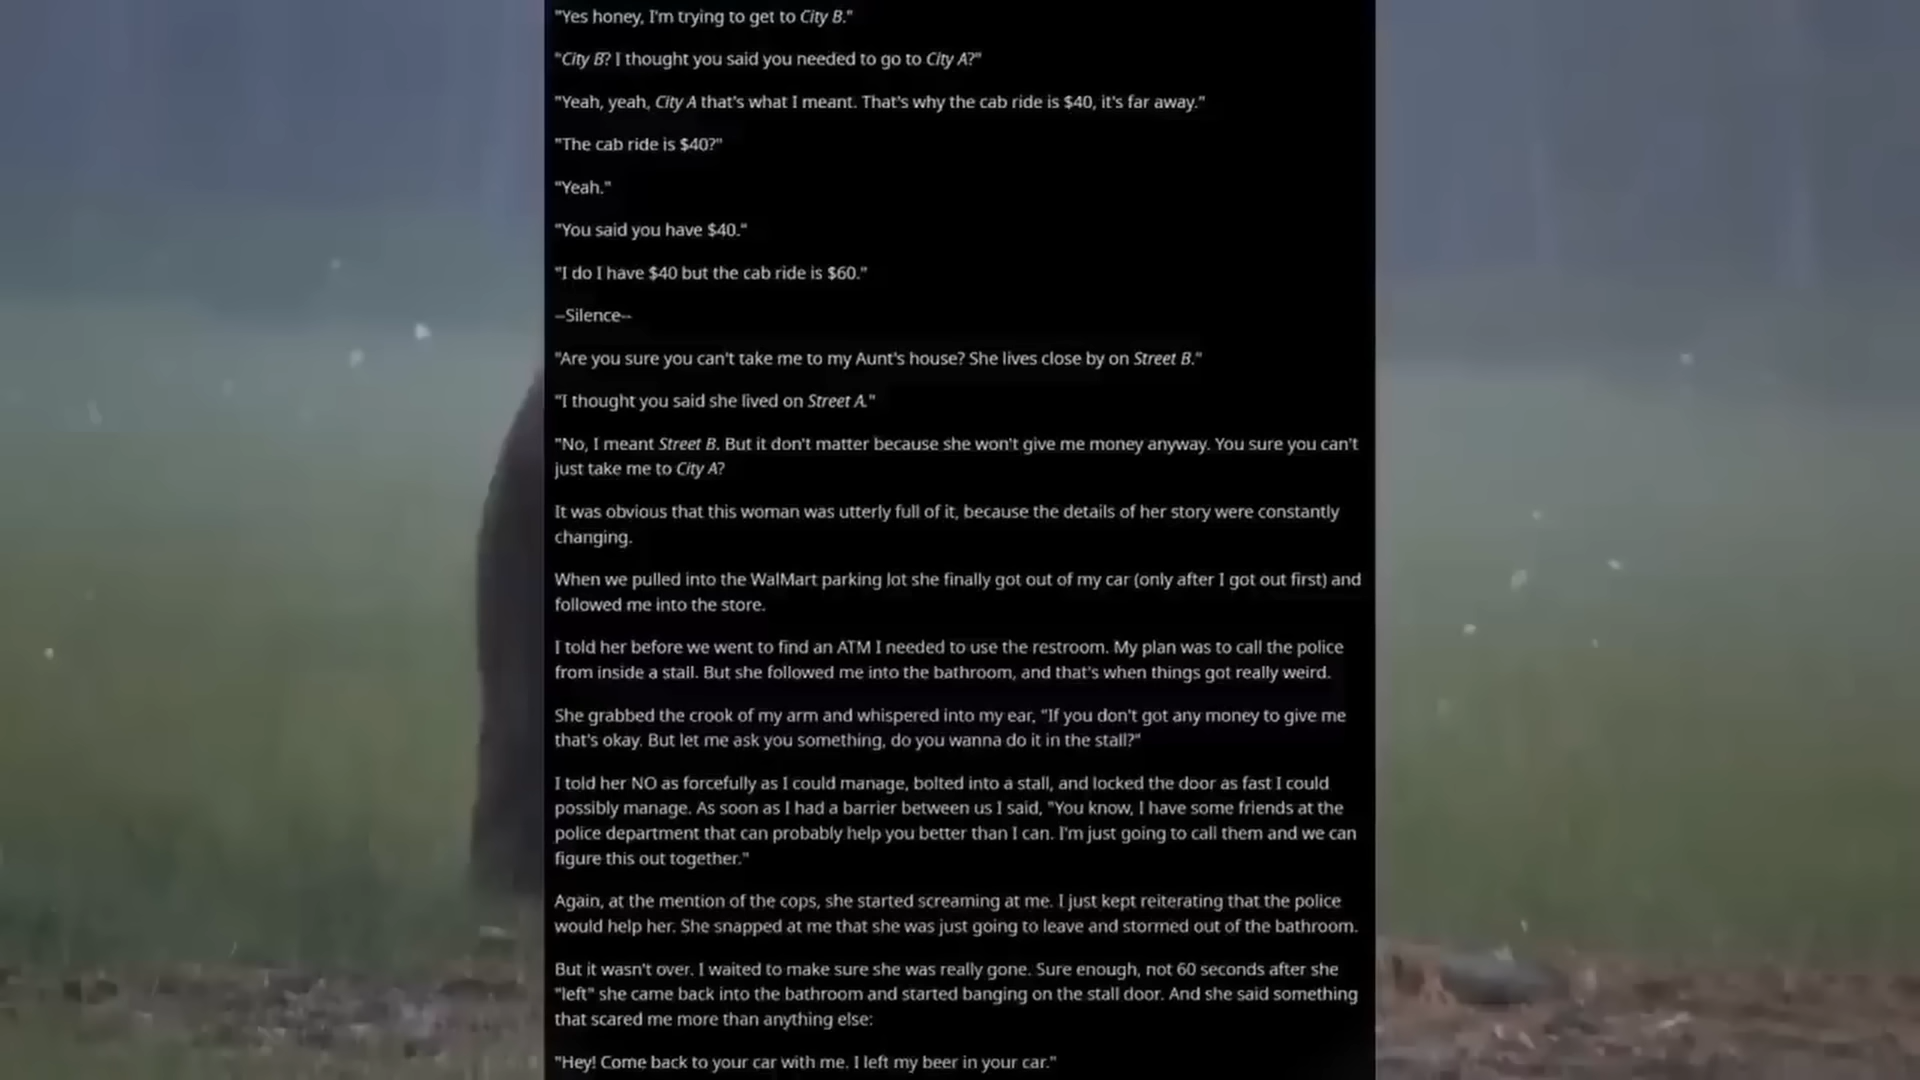 "Yes honey, I'm trying to get to City B."
"City B? I thought you said you needed to go to City A?"
"Yeah, yeah, City A that's what I meant. That's why the cab ride is $40, it's far away."
"The cab ride is $40?"
"Yeah."
"You said you have $40."
"I do I have $40 but the cab ride is $60."
--Silence--
"Are you sure you can't take me to my Aunt's house? She lives close by on Street B."
"I thought you said she lived on Street A."
"No, I meant Street B. But it don't matter because she won't give me money anyway. You sure you can't
just take me to City A?
It was obvious that this woman was utterly full of it, because the details of her story were constantly
changing.
When we pulled into the WalMart parking lot she finally got out of my car (only after I got out first) and
followed me into the store.
I told her before we went to find an ATM I needed to use the restroom. My plan was to call the police
from inside a stall. But she followed me into the bathroom, and that's when things got really weird.
She grabbed the crook of my arm and whispered into my ear, "If you don't got any money to give me
that's okay. But let me ask you something, do you wanna do it in the stall?"
I told her NO as forcefully as I could manage, bolted into a stall, and locked the door as fast I could
possibly manage. As soon as I had a barrier between us I said, "You know, I have some friends at the
police department that can probably help you better than I can. I'm just going to call them and we can
figure this out together."
Again, at the mention of the cops, she started screaming at me. I just kept reiterating that the police
would help her. She snapped at me that she was just going to leave and stormed out of the bathroom.
But it wasn't over. I waited to make sure she was really gone. Sure enough, not 60 seconds after she
"left" she came back into the bathroom and started banging on the stall door. And she said something
that scared me more than anything else:
"Hey! Come back to your car with me. I left my beer in your car."